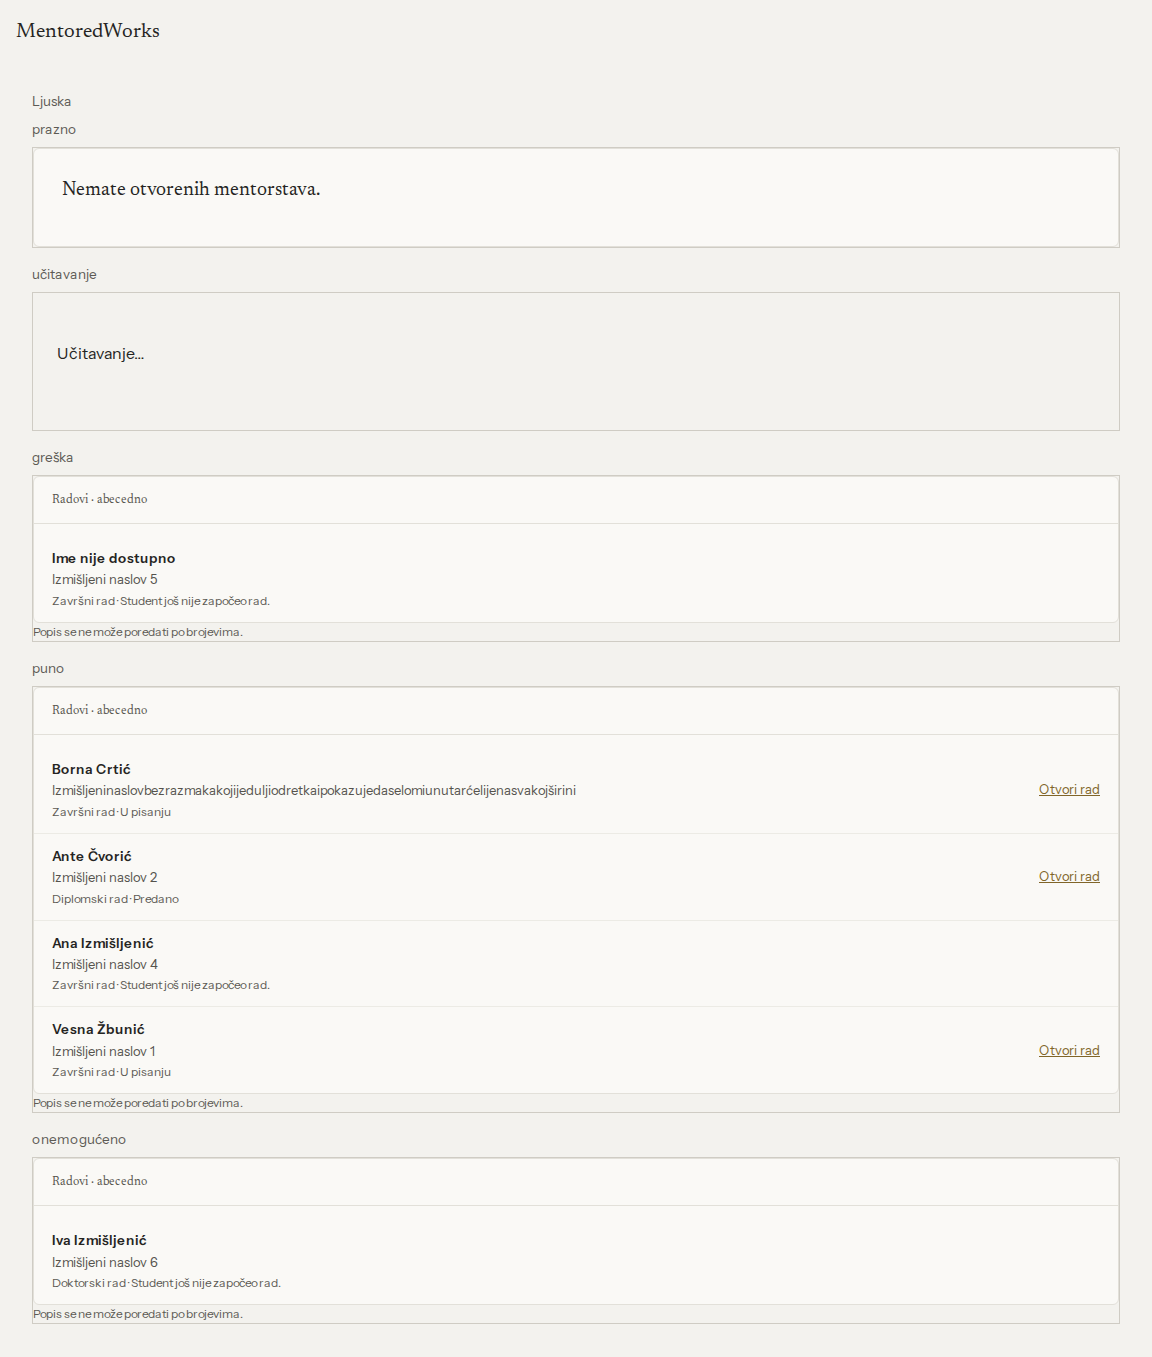 MentoredWorks
Ljuska
prazno
Nemate otvorenih mentorstava.
učitavanje
Učitavanje...
greška
Radovi · abecedno
Ime nije dostupno
Izmišljeni naslov 5
Završni rad · Student još nije započeo rad.
Popis se ne može poredati po brojevima.
puno
Radovi · abecedno
Borna Crtić
Izmišljeninaslovbezrazmakakojijeduljiodretkaipokazujedaselomiunutarćelijenasvakojširini
Otvori rad
Završni rad · U pisanju
Ante Čvorić
Izmišljeni naslov 2
Otvori rad
Diplomski rad · Predano
Ana Izmišljenić
Izmišljeni naslov 4
Završni rad · Student još nije započeo rad.
Vesna Žbunić
Izmišljeni naslov 1
Otvori rad
Završni rad · U pisanju
Popis se ne može poredati po brojevima.
onemogućeno
Radovi · abecedno
Iva Izmišljenić
Izmišljeni naslov 6
Doktorski rad · Student još nije započeo rad.
Popis se ne može poredati po brojevima.